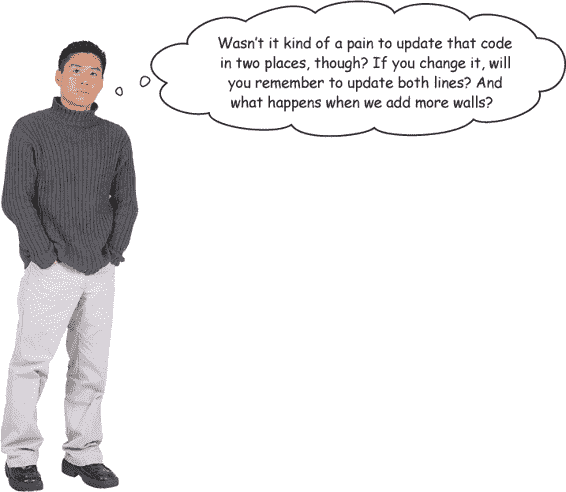 Wasn't it kind of a pain to update that code
in two places, though? If you change it, will
you remember to update both lines? And
what happens when we add more walls?